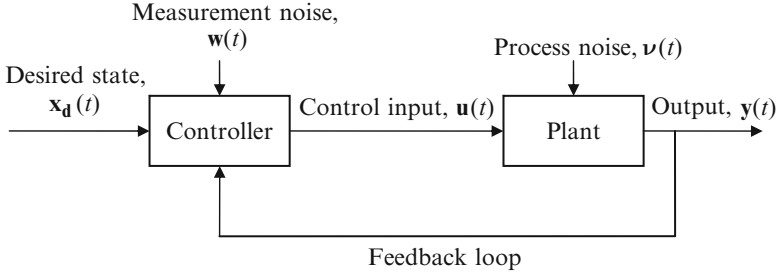 Measurement noise,
w(t)
Process noise, ν(t)
Desired state,
x_d(t)
Controller
Control input, u(t)
Plant
Output, y(t)
Feedback loop